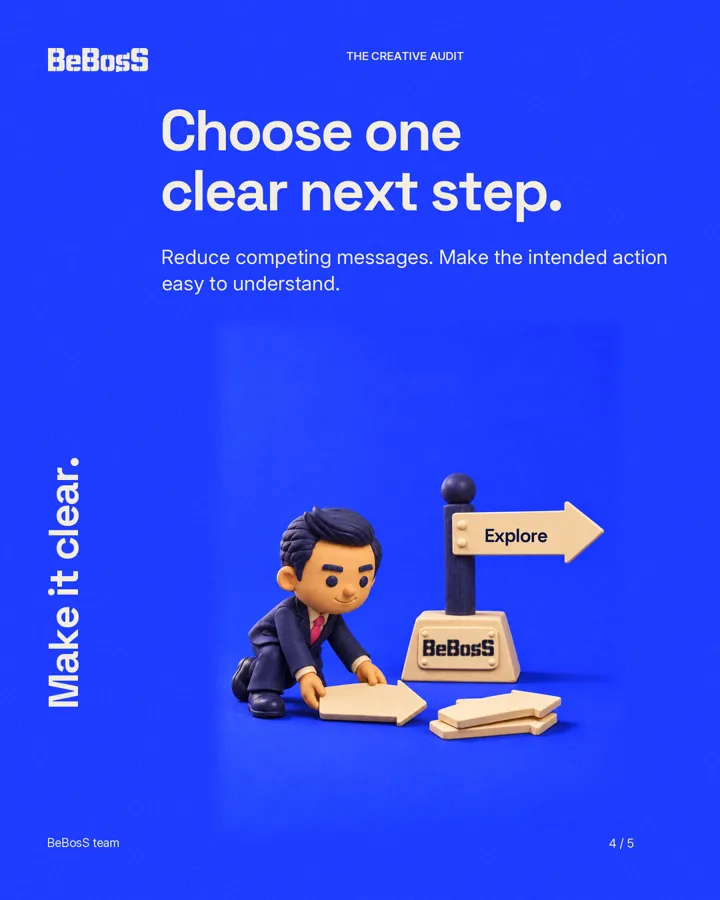 BeBosS
THE CREATIVE AUDIT
Choose one
clear next step.
Reduce competing messages. Make the intended action
easy to understand.
Make it clear.
Explore
BeBosS
BeBosS team
4 / 5